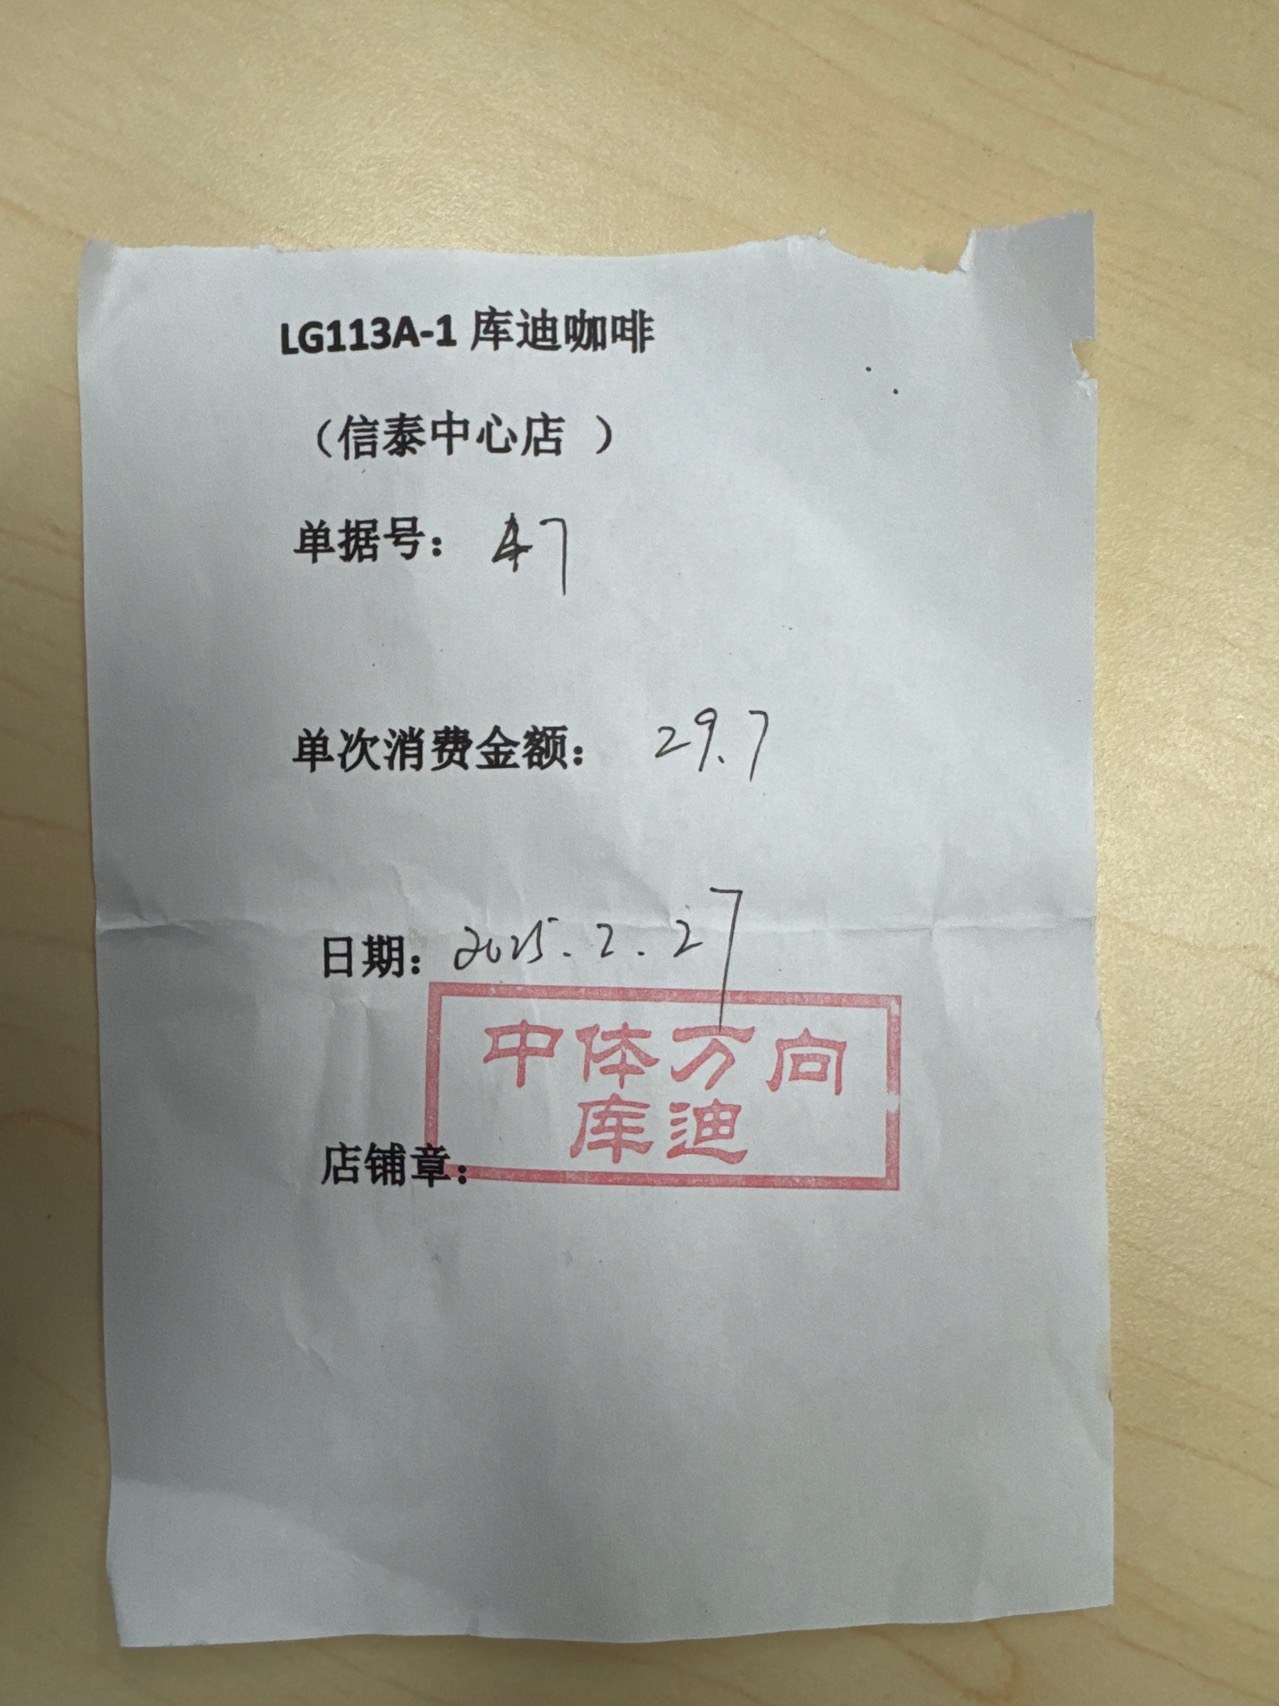 LG113A-1 库迪咖啡
（信泰中心店 ）
单据号： 47
单次消费金额： 29.7
日期： 2025.2.27
中体万向
库迪
店铺章：